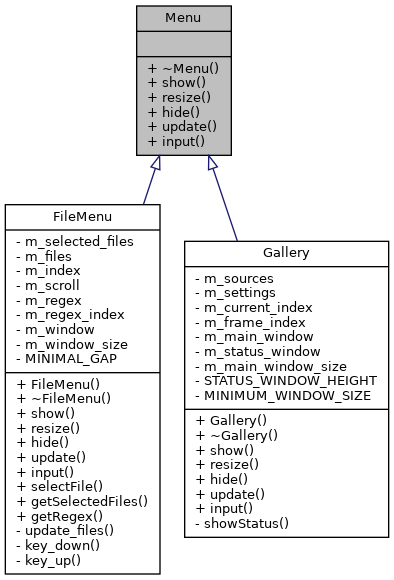 Menu
+ ~Menu()
+ show()
+ resize()
+ hide()
+ update()
+ input()
FileMenu
- m_selected_files
- m_files
- m_index
- m_scroll
- m_regex
- m_regex_index
- m_window
- m_window_size
- MINIMAL_GAP
+ FileMenu()
+ ~FileMenu()
+ show()
+ resize()
+ hide()
+ update()
+ input()
+ selectFile()
+ getSelectedFiles()
+ getRegex()
- update_files()
- key_down()
- key_up()
Gallery
- m_sources
- m_settings
- m_current_index
- m_frame_index
- m_main_window
- m_status_window
- m_main_window_size
- STATUS_WINDOW_HEIGHT
- MINIMUM_WINDOW_SIZE
+ Gallery()
+ ~Gallery()
+ show()
+ resize()
+ hide()
+ update()
+ input()
- showStatus()